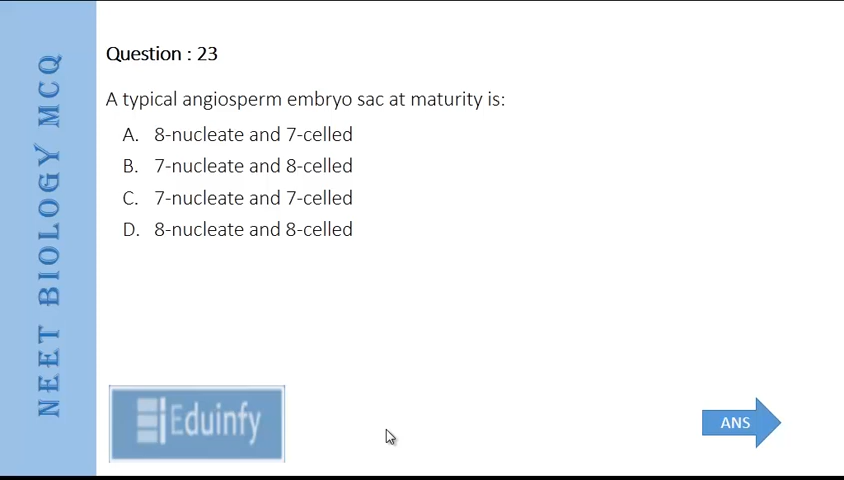 NEET BIOLOGY MCQ
Question : 23
A typical angiosperm embryo sac at maturity is:
A. 8-nucleate and 7-celled
B. 7-nucleate and 8-celled
C. 7-nucleate and 7-celled
D. 8-nucleate and 8-celled
Eduinfy
ANS